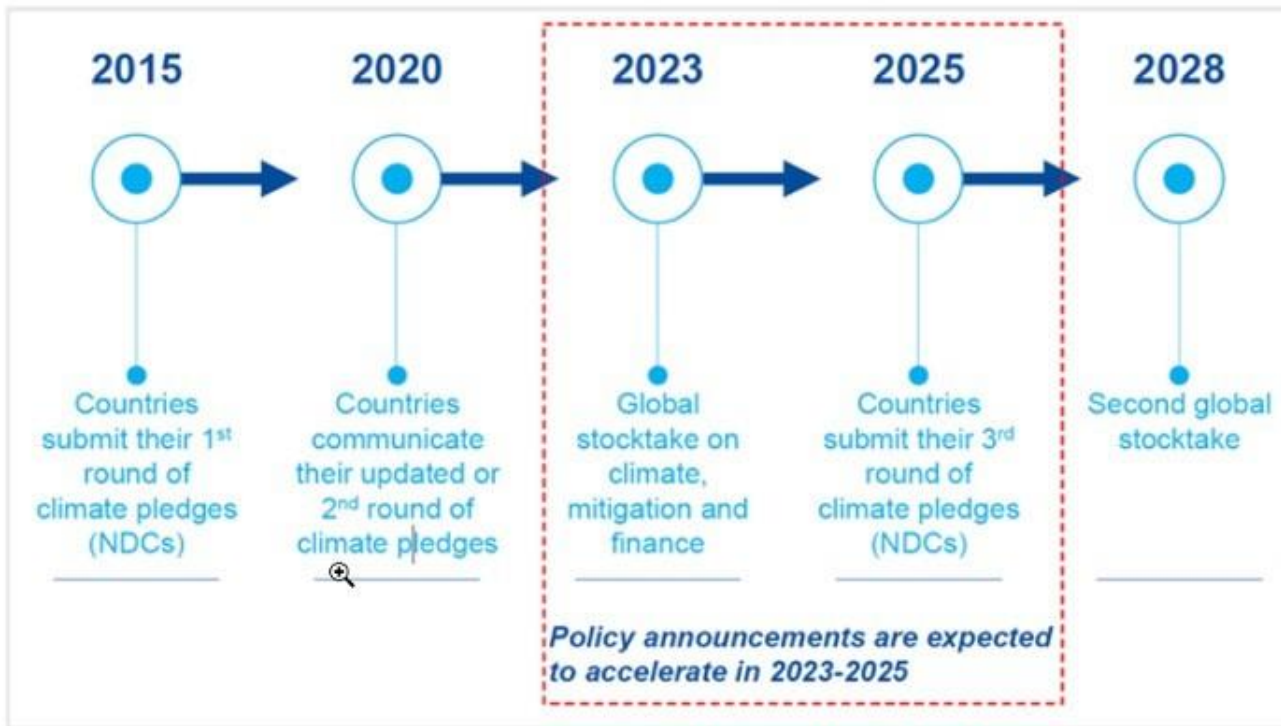 2015
2020
2023
2025
2028
Countries
submit their 1st
round of
climate pledges
(NDCs)
Countries
communicate
their updated or
2nd round of
climate pledges
Global
stocktake on
climate,
mitigation and
finance
Countries
submit their 3rd
round of
climate pledges
(NDCs)
Second global
stocktake
Policy announcements are expected
to accelerate in 2023-2025